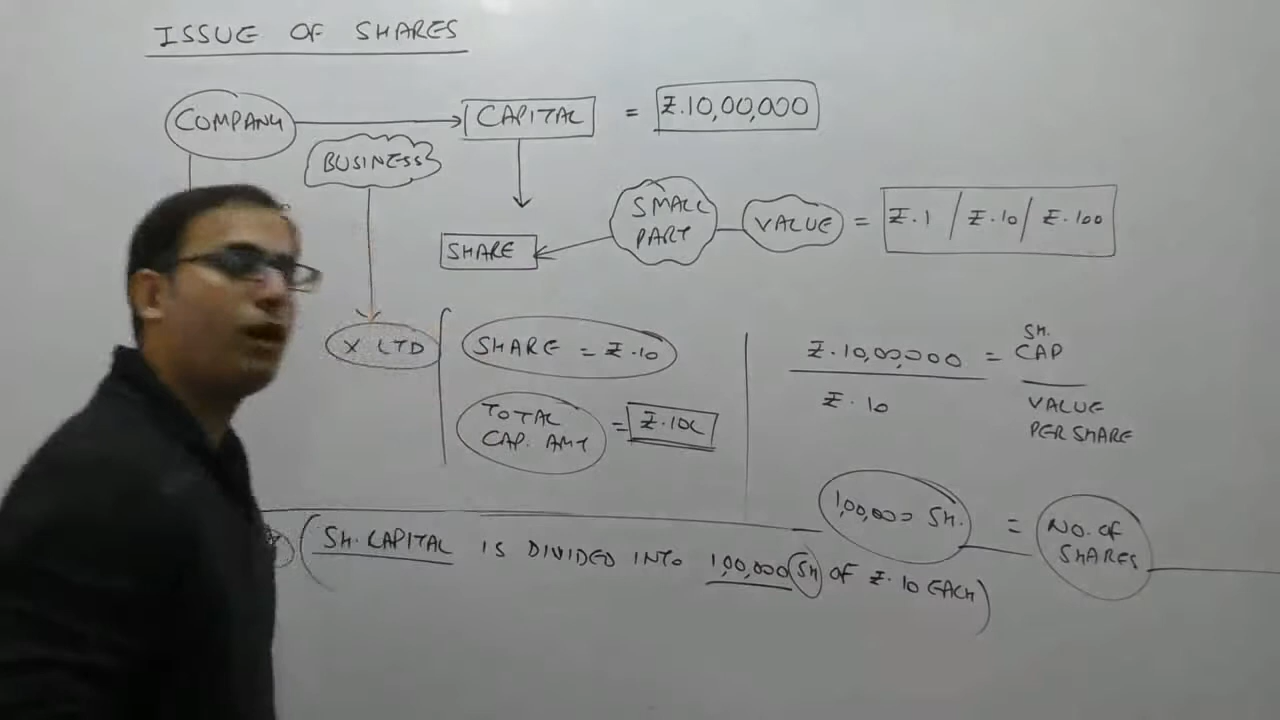 ISSUE OF SHARES
COMPANY
CAPITAL = ₹.10,00,000
BUSINESS
SMALL
PART
VALUE = ₹.1 / ₹.10 / ₹.100
SHARE
X LTD
SHARE = ₹.10
TOTAL
CAP. AMT
= ₹.10L
₹.10,00,000 = SH.
CAP
₹.10
VALUE
PER SHARE
1,00,000 SH. = NO. OF
SHARES
SH. CAPITAL IS DIVIDED INTO 1,00,000 SH OF ₹.10 EACH)